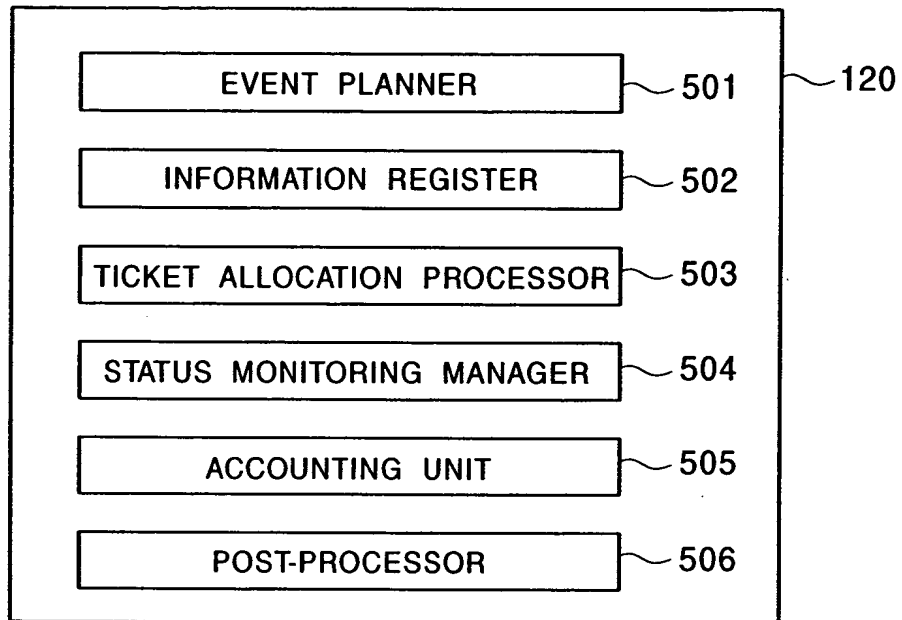 EVENT PLANNER 501 120
INFORMATION REGISTER 502
TICKET ALLOCATION PROCESSOR 503
STATUS MONITORING MANAGER 504
ACCOUNTING UNIT 505
POST-PROCESSOR 506